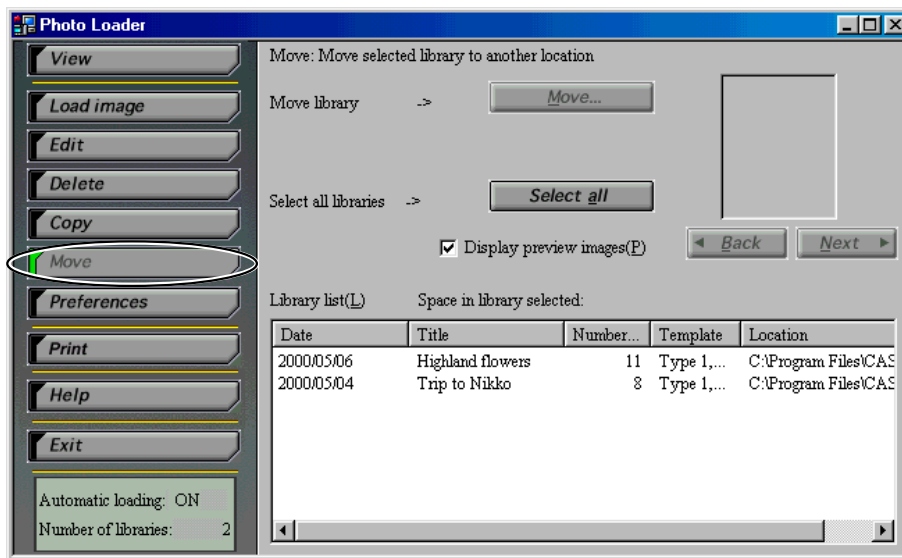 Photo Loader
View
Load image
Edit
Delete
Copy
Move
Preferences
Print
Help
Exit
Automatic loading: ON
Number of libraries: 2
Move: Move selected library to another location
Move library -> Move...
Select all libraries -> Select all
Display preview images(P)
Back Next
Library list(L) Space in library selected:
Date Title Number... Template Location
2000/05/06 Highland flowers 11 Type 1,... C:\Program Files\CAS
2000/05/04 Trip to Nikko 8 Type 1,... C:\Program Files\CAS